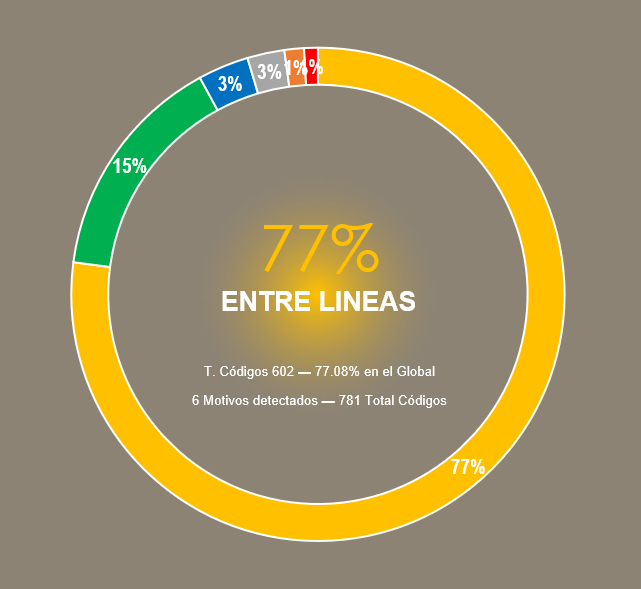 3%
3%
1%
15%
77%
ENTRE LINEAS
T. Códigos 602 — 77.08% en el Global
6 Motivos detectados — 781 Total Códigos
77%